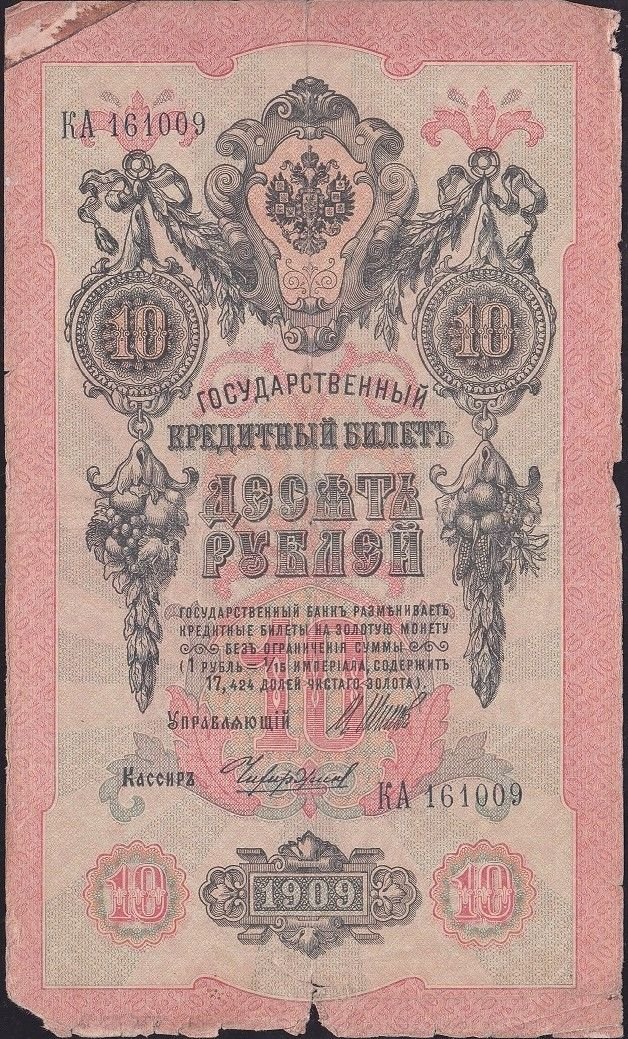 КА 161009
10 10
ГОСУДАРСТВЕННЫЙ
КРЕДИТНЫЙ БИЛЕТЪ
ДЕСЯТЬ
РУБЛЕЙ
ГОСУДАРСТВЕННЫЙ БАНКЪ РАЗМѢНИВАЕТЪ
КРЕДИТНЫЕ БИЛЕТЫ НА ЗОЛОТУЮ МОНЕТУ
БЕЗЪ ОГРАНИЧЕНІЯ СУММЫ
(1 РУБЛЬ = 1/15 ИМПЕРІАЛА, СОДЕРЖИТЪ
17,424 ДОЛЕЙ ЧИСТАГО ЗОЛОТА).
10
УПРАВЛЯЮЩІЙ
КАССИРЪ
КА 161009
10 1909 10